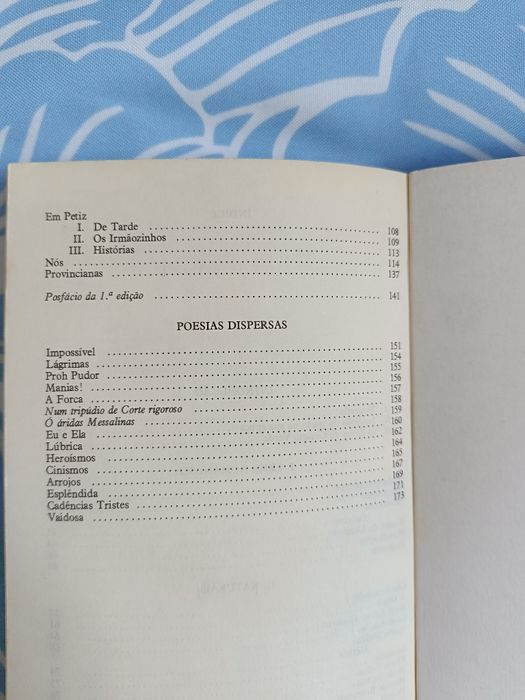 Em Petiz
I. De Tarde ........ 108
II. Os Irmãozinhos ........ 109
III. Histórias ........ 113
Nós ........ 114
Provincianas ........ 137
Posfácio da 1.ª edição ........ 141
POESIAS DISPERSAS
Impossível ........ 151
Lágrimas ........ 154
Proh Pudor ........ 155
Manias! ........ 156
A Forca ........ 157
Num tripúdio de Corte rigoroso ........ 158
Ó áridas Messalinas ........ 159
Eu e Ela ........ 160
Lúbrica ........ 162
Heroísmos ........ 164
Cinismos ........ 165
Arrojos ........ 167
Esplêndida ........ 169
Cadências Tristes ........ 171
Vaidosa ........ 173